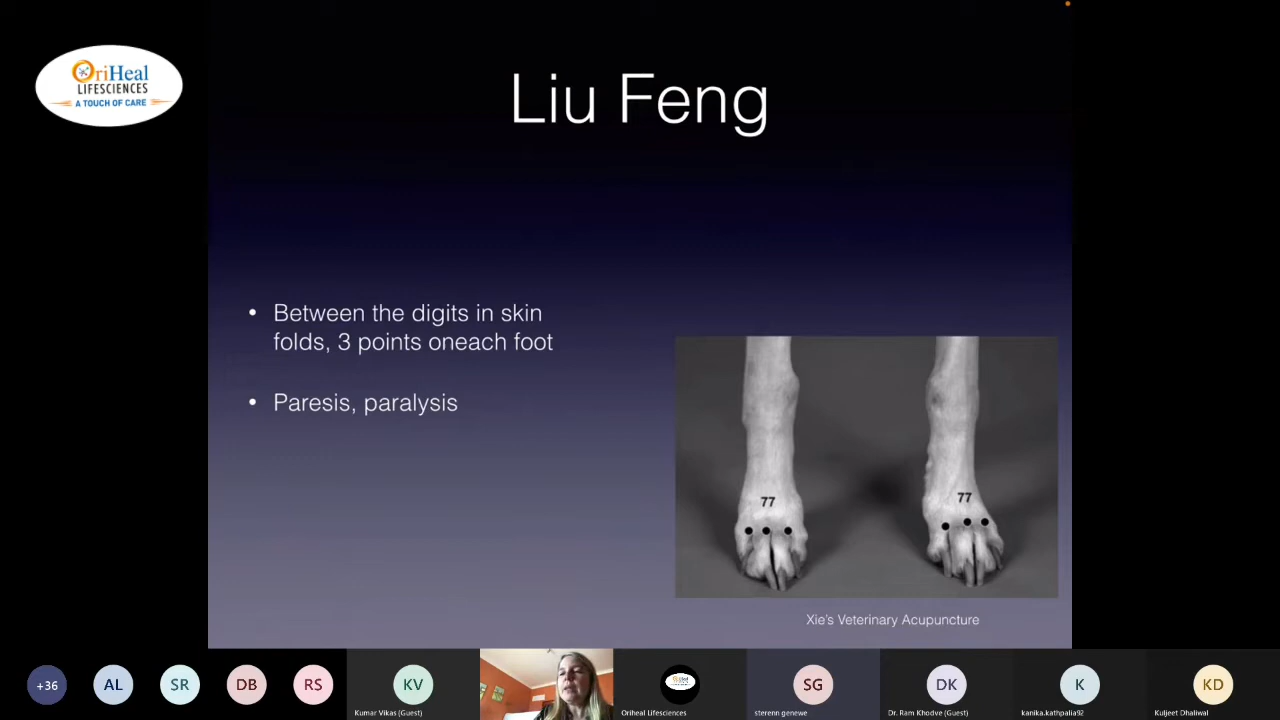 OriHeal
LIFESCIENCES
A TOUCH OF CARE
Liu Feng
• Between the digits in skin
folds, 3 points oneach foot
• Paresis, paralysis
77
77
Xie's Veterinary Acupuncture
+36
AL
SR
DB
RS
KV
SG
DK
K
KD
Kumar Vikas (Guest)
Oriheal Lifesciences
sterenn genewe
Dr. Ram Khodve (Guest)
kanika.kathpalia92
Kuljeet Dhaliwal